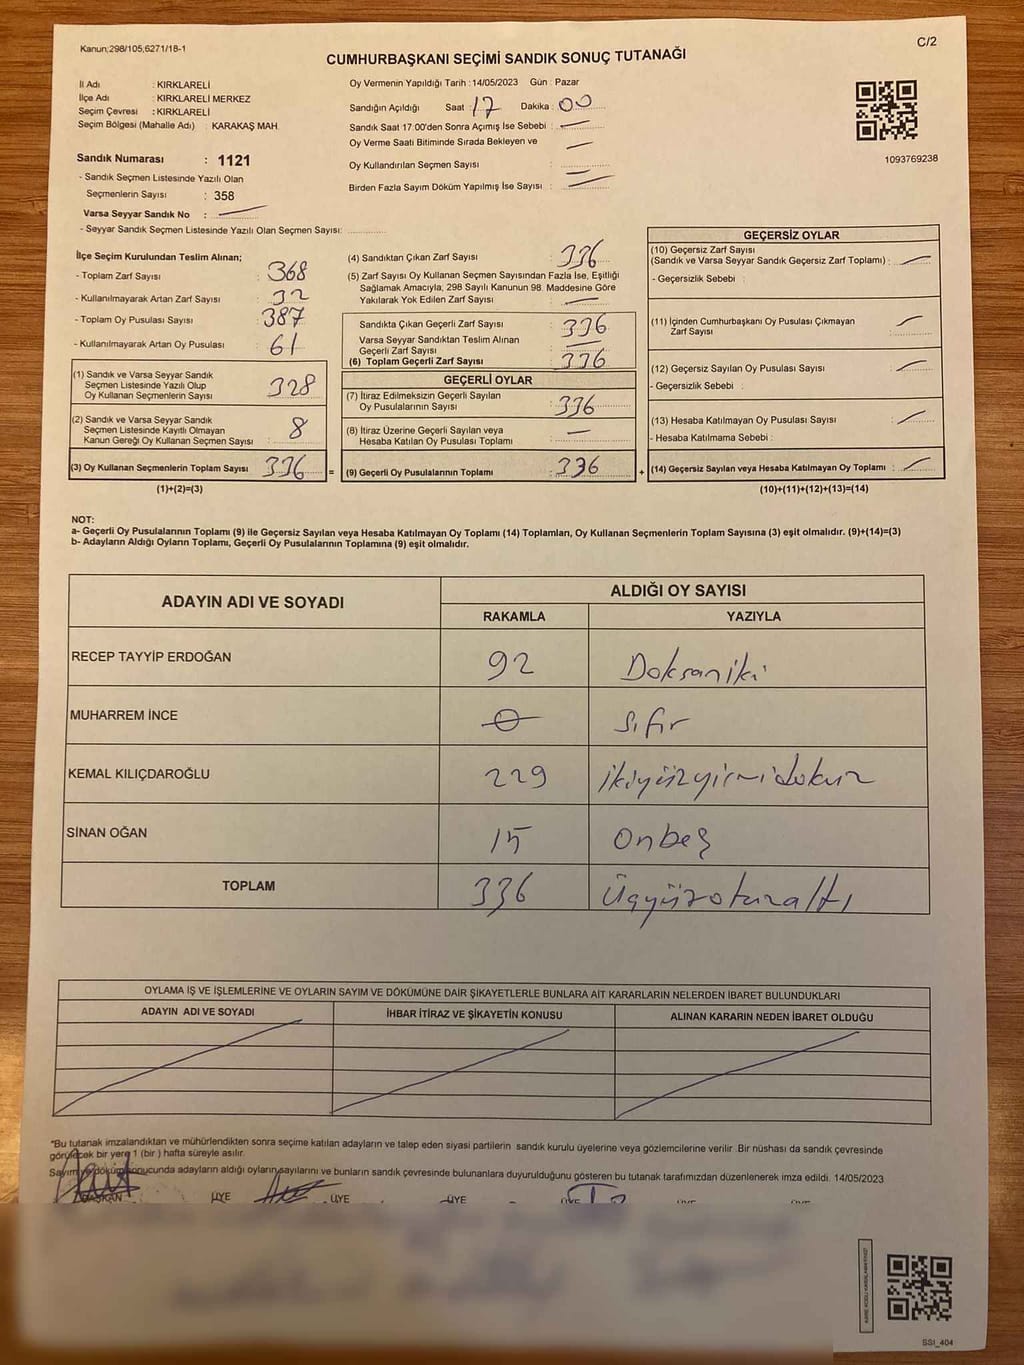 Kanun;298/105;6271/18-1
C/2
CUMHURBAŞKANI SEÇİMİ SANDIK SONUÇ TUTANAĞI
İl Adı : KIRKLARELİ
İlçe Adı : KIRKLARELİ MERKEZ
Seçim Çevresi : KIRKLARELİ
Seçim Bölgesi (Mahalle Adı) : KARAKAŞ MAH.
Sandık Numarası : 1121
- Sandık Seçmen Listesinde Yazılı Olan
Seçmenlerin Sayısı : 358
Varsa Seyyar Sandık No :
- Seyyar Sandık Seçmen Listesinde Yazılı Olan Seçmen Sayısı:
Oy Vermenin Yapıldığı Tarih : 14/05/2023 Gün : Pazar
Sandığın Açıldığı Saat : 17 Dakika : 00
Sandık Saat 17:00'den Sonra Açımış İse Sebebi :
Oy Verme Saati Bitiminde Sırada Bekleyen ve
Oy Kullandırılan Seçmen Sayısı :
Birden Fazla Sayım Döküm Yapılmış İse Sayısı :
1093769238
İlçe Seçim Kurulundan Teslim Alınan;
- Toplam Zarf Sayısı : 368
- Kullanılmayarak Artan Zarf Sayısı : 32
- Toplam Oy Pusulası Sayısı : 387
- Kullanılmayarak Artan Oy Pusulası : 61
(1) Sandık ve Varsa Seyyar Sandık
Seçmen Listesinde Yazılı Olup
Oy Kullanan Seçmenlerin Sayısı : 328
(2) Sandık ve Varsa Seyyar Sandık
Seçmen Listesinde Kayıtlı Olmayan
Kanun Gereği Oy Kullanan Seçmen Sayısı : 8
(3) Oy Kullanan Seçmenlerin Toplam Sayısı : 336 =
(1)+(2)=(3)
(4) Sandıktan Çıkan Zarf Sayısı : 336
(5) Zarf Sayısı Oy Kullanan Seçmen Sayısından Fazla İse, Eşitliği
Sağlamak Amacıyla; 298 Sayılı Kanunun 98. Maddesine Göre
Yakılarak Yok Edilen Zarf Sayısı :
Sandıkta Çıkan Geçerli Zarf Sayısı : 336
Varsa Seyyar Sandıktan Teslim Alınan
Geçerli Zarf Sayısı :
(6) Toplam Geçerli Zarf Sayısı : 336
GEÇERLİ OYLAR
(7) İtiraz Edilmeksizin Geçerli Sayılan
Oy Pusulalarının Sayısı : 336
(8) İtiraz Üzerine Geçerli Sayılan veya
Hesaba Katılan Oy Pusulası Toplamı :
(9) Geçerli Oy Pusulalarının Toplamı : 336 +
GEÇERSİZ OYLAR
(10) Geçersiz Zarf Sayısı
(Sandık ve Varsa Seyyar Sandık Geçersiz Zarf Toplamı) :
- Geçersizlik Sebebi :
(11) İçinden Cumhurbaşkanı Oy Pusulası Çıkmayan
Zarf Sayısı :
(12) Geçersiz Sayılan Oy Pusulası Sayısı :
- Geçersizlik Sebebi :
(13) Hesaba Katılmayan Oy Pusulası Sayısı :
- Hesaba Katılmama Sebebi :
(14) Geçersiz Sayılan veya Hesaba Katılmayan Oy Toplamı :
(10)+(11)+(12)+(13)=(14)
NOT:
a- Geçerli Oy Pusulalarının Toplamı (9) ile Geçersiz Sayılan veya Hesaba Katılmayan Oy Toplamı (14) Toplamları, Oy Kullanan Seçmenlerin Toplam Sayısına (3) eşit olmalıdır. (9)+(14)=(3)
b- Adayların Aldığı Oyların Toplamı, Geçerli Oy Pusulalarının Toplamına (9) eşit olmalıdır.
ADAYIN ADI VE SOYADI ALDIĞI OY SAYISI
RAKAMLA YAZIYLA
RECEP TAYYİP ERDOĞAN 92 Doksaniki
MUHARREM İNCE 0 Sıfır
KEMAL KILIÇDAROĞLU 229 ikiyüzyirmidokuz
SİNAN OĞAN 15 Onbeş
TOPLAM 336 Üçyüzotuzaltı
OYLAMA İŞ VE İŞLEMLERİNE VE OYLARIN SAYIM VE DÖKÜMÜNE DAİR ŞİKAYETLERLE BUNLARA AİT KARARLARIN NELERDEN İBARET BULUNDUKLARI
ADAYIN ADI VE SOYADI İHBAR İTİRAZ VE ŞİKAYETİN KONUSU ALINAN KARARIN NEDEN İBARET OLDUĞU
*Bu tutanak imzalandıktan ve mühürlendikten sonra seçime katılan adayların ve talep eden siyasi partilerin sandık kurulu üyelerine veya gözlemcilerine verilir .Bir nüshası da sandık çevresinde
görülecek bir yere 1 (bir ) hafta süreyle asılır.
Sayım ve döküm sonucunda adayların aldığı oyların sayılarını ve bunların sandık çevresinde bulunanlara duyurulduğunu gösteren bu tutanak tarafımızdan düzenlenerek imza edildi. 14/05/2023
BAŞKAN ÜYE ÜYE ÜYE ÜYE ÜYE ÜYE
SSI_404